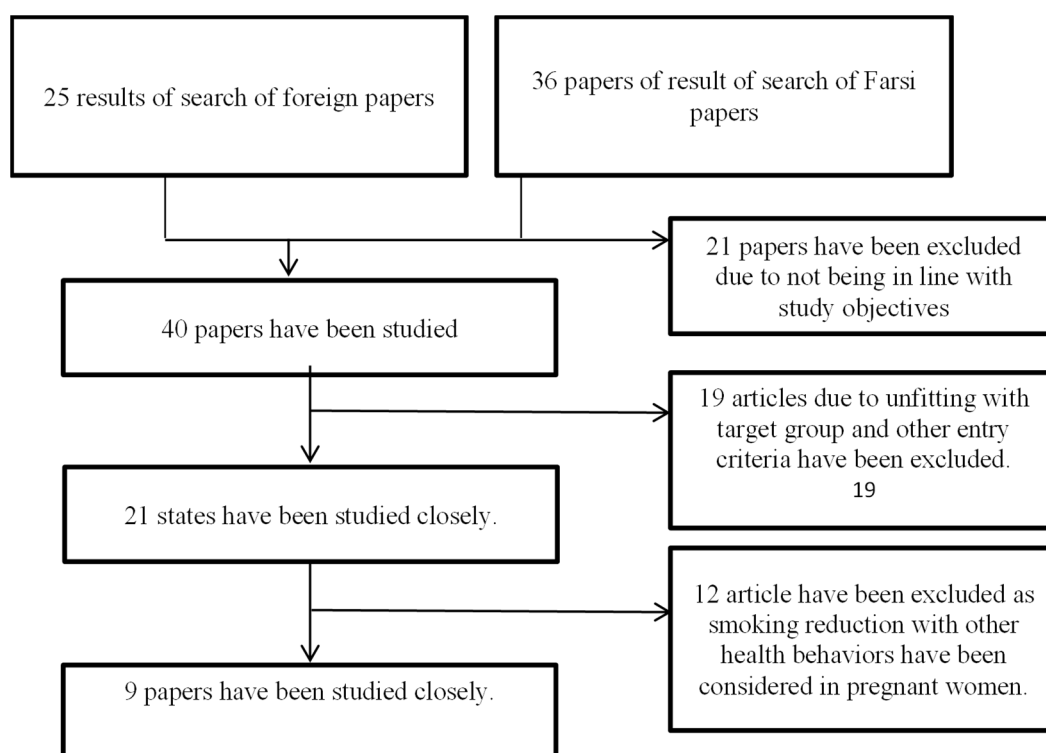 25 results of search of foreign papers
36 papers of result of search of Farsi
papers
21 papers have been excluded
due to not being in line with
study objectives
40 papers have been studied
19 articles due to unfitting with
target group and other entry
criteria have been excluded.
19
21 states have been studied closely.
12 article have been excluded as
smoking reduction with other
health behaviors have been
considered in pregnant women.
9 papers have been studied closely.